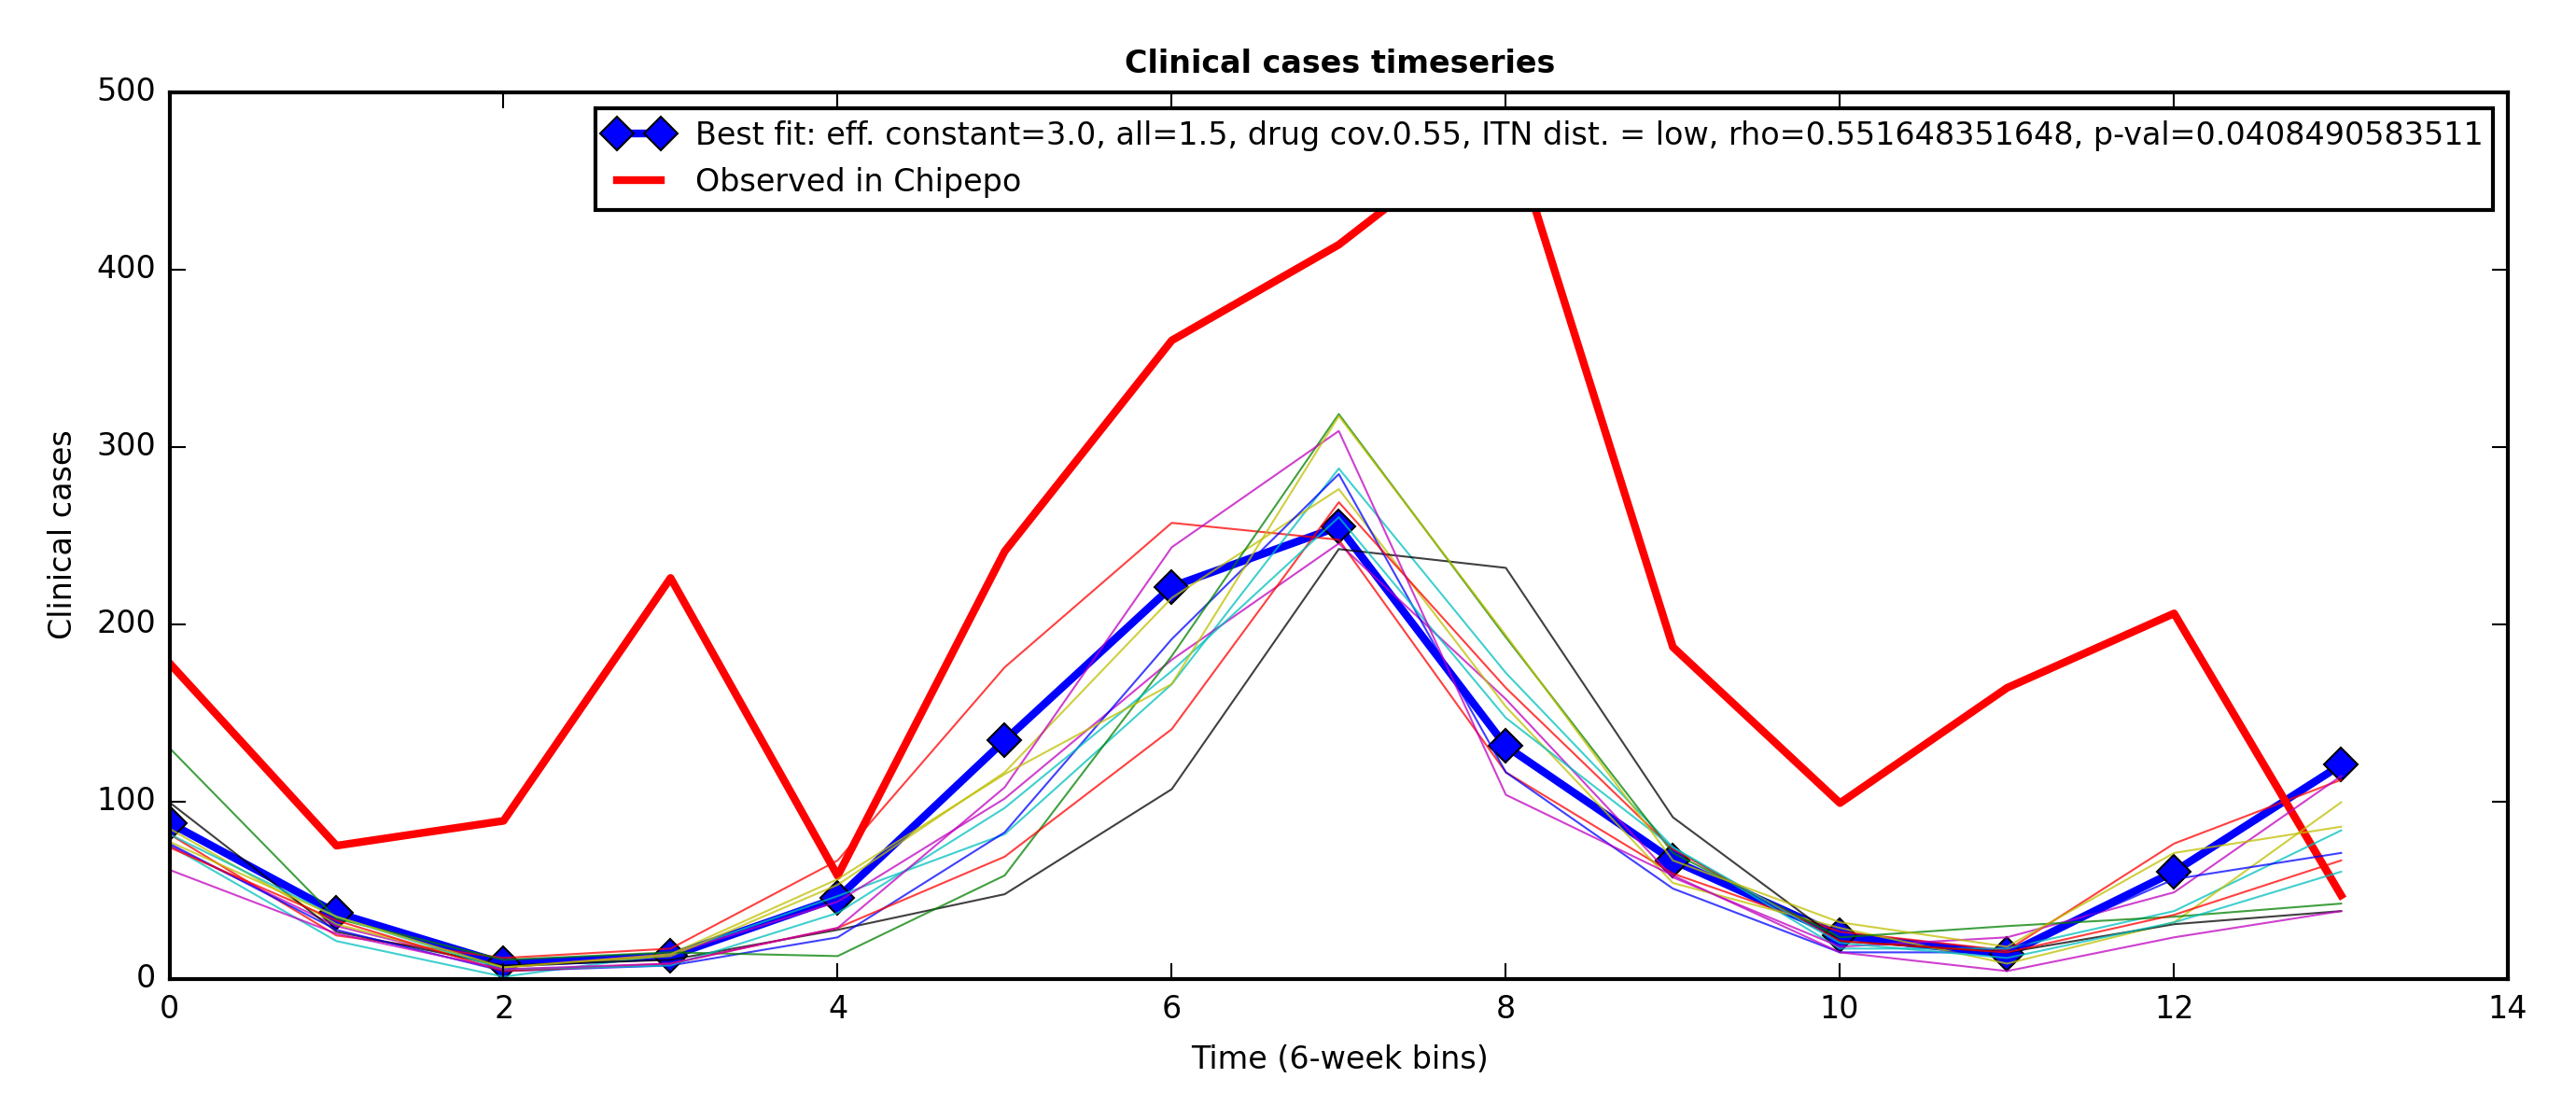 Clinical cases timeseries
500
400
300
200
100
0
Clinical cases
Best fit: eff. constant=3.0, all=1.5, drug cov.0.55, ITN dist. = low, rho=0.551648351648, p-val=0.0408490583511
Observed in Chipepo
0 2 4 6 8 10 12 14
Time (6-week bins)